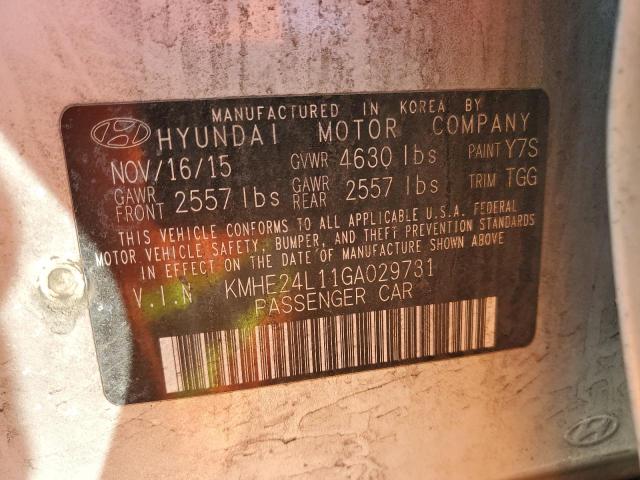 MANUFACTURED IN KOREA BY
HYUNDAI MOTOR COMPANY
NOV/16/15 GVWR 4630 lbs PAINT Y7S
GAWR FRONT 2557 lbs GAWR REAR 2557 lbs TRIM TGG
THIS VEHICLE CONFORMS TO ALL APPLICABLE U.S.A. FEDERAL
MOTOR VEHICLE SAFETY, BUMPER, AND THEFT PREVENTION STANDARDS
IN EFFECT ON THE DATE OF MANUFACTURE SHOWN ABOVE
V.I.N KMHE24L11GA029731
PASSENGER CAR